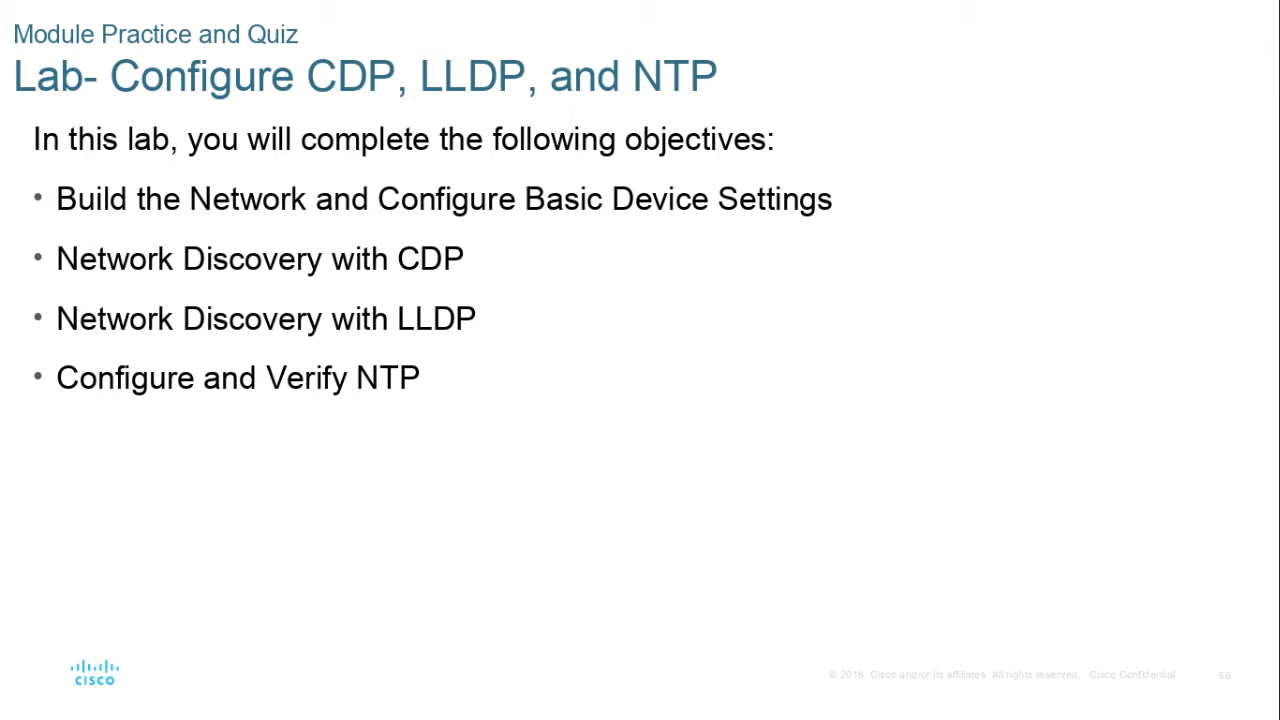 Module Practice and Quiz
Lab- Configure CDP, LLDP, and NTP
In this lab, you will complete the following objectives:
• Build the Network and Configure Basic Device Settings
• Network Discovery with CDP
• Network Discovery with LLDP
• Configure and Verify NTP
CISCO
© 2016 Cisco and/or its affiliates. All rights reserved. Cisco Confidential